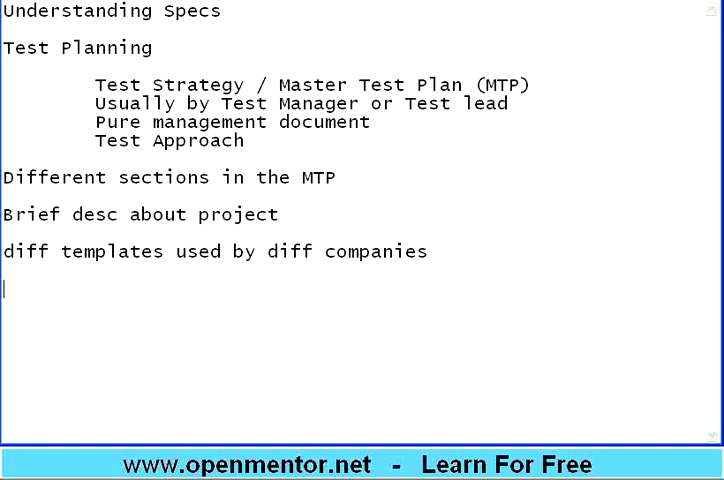 Understanding Specs
Test Planning
Test Strategy / Master Test Plan (MTP)
Usually by Test Manager or Test lead
Pure management document
Test Approach
Different sections in the MTP
Brief desc about project
diff templates used by diff companies
www.openmentor.net - Learn For Free